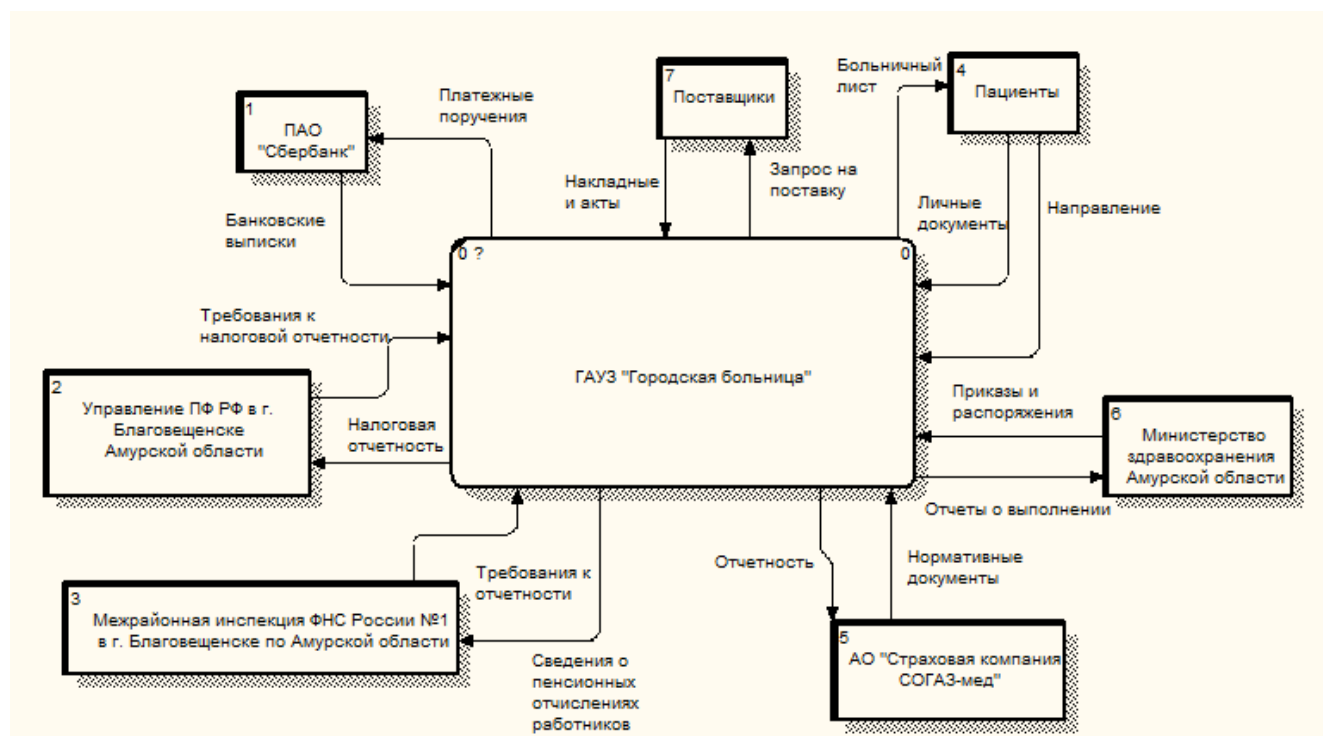 7
Поставщики
Больничный
лист
4
Пациенты
1
ПАО
"Сбербанк"
Платежные
поручения
Накладные
и акты
Запрос на
поставку
Личные
документы
Направление
Банковские
выписки
0 ?
0
ГАУЗ "Городская больница"
Требования к
налоговой отчетности
2
Управление ПФ РФ в г.
Благовещенске
Амурской области
Налоговая
отчетность
Приказы и
распоряжения
6
Министерство
здравоохранения
Амурской области
Отчеты о выполнении
Требования к
отчетности
Отчетность
Нормативные
документы
3
Межрайонная инспекция ФНС России №1
в г. Благовещенске по Амурской области
Сведения о
пенсионных
отчислениях
работников
5
АО "Страховая компания
СОГАЗ-мед"